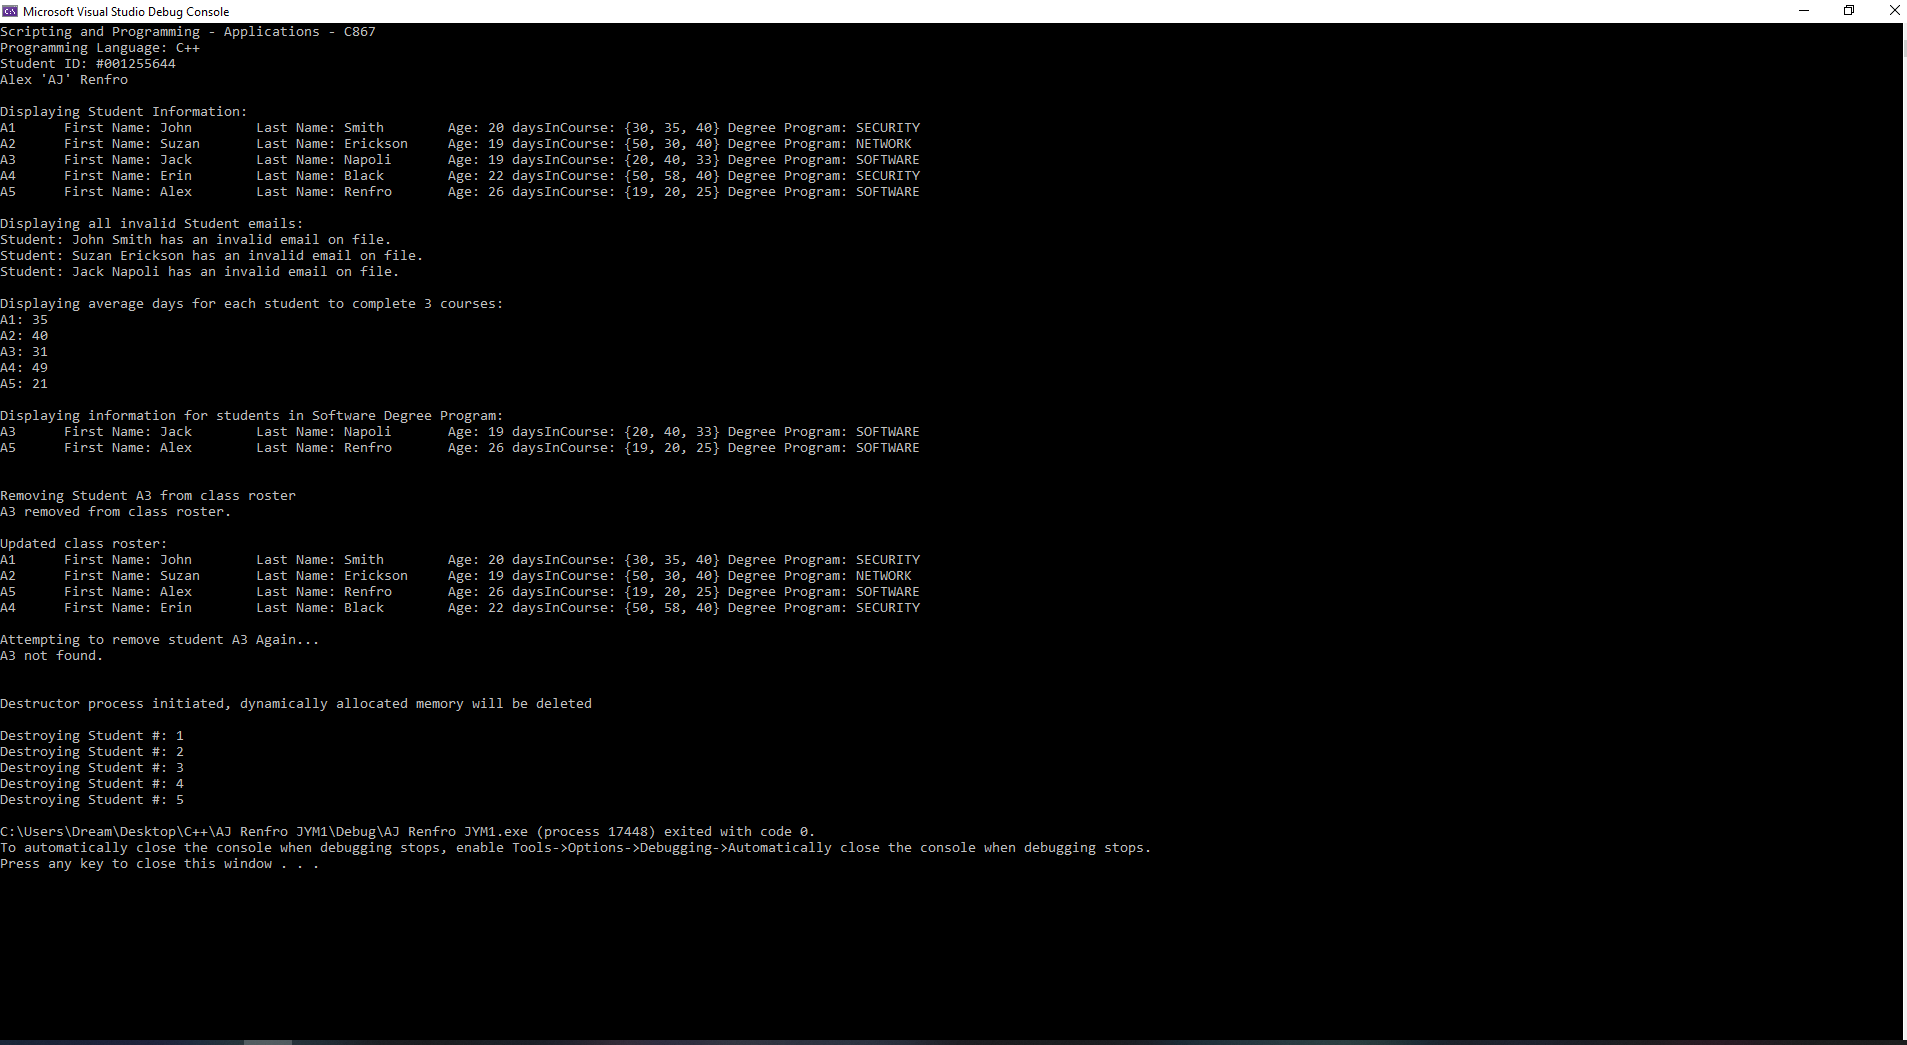 Microsoft Visual Studio Debug Console
Scripting and Programming - Applications - C867
Programming Language: C++
Student ID: #001255644
Alex 'AJ' Renfro
Displaying Student Information:
A1 First Name: John Last Name: Smith Age: 20 daysInCourse: {30, 35, 40} Degree Program: SECURITY
A2 First Name: Suzan Last Name: Erickson Age: 19 daysInCourse: {50, 30, 40} Degree Program: NETWORK
A3 First Name: Jack Last Name: Napoli Age: 19 daysInCourse: {20, 40, 33} Degree Program: SOFTWARE
A4 First Name: Erin Last Name: Black Age: 22 daysInCourse: {50, 58, 40} Degree Program: SECURITY
A5 First Name: Alex Last Name: Renfro Age: 26 daysInCourse: {19, 20, 25} Degree Program: SOFTWARE
Displaying all invalid Student emails:
Student: John Smith has an invalid email on file.
Student: Suzan Erickson has an invalid email on file.
Student: Jack Napoli has an invalid email on file.
Displaying average days for each student to complete 3 courses:
A1: 35
A2: 40
A3: 31
A4: 49
A5: 21
Displaying information for students in Software Degree Program:
A3 First Name: Jack Last Name: Napoli Age: 19 daysInCourse: {20, 40, 33} Degree Program: SOFTWARE
A5 First Name: Alex Last Name: Renfro Age: 26 daysInCourse: {19, 20, 25} Degree Program: SOFTWARE
Removing Student A3 from class roster
A3 removed from class roster.
Updated class roster:
A1 First Name: John Last Name: Smith Age: 20 daysInCourse: {30, 35, 40} Degree Program: SECURITY
A2 First Name: Suzan Last Name: Erickson Age: 19 daysInCourse: {50, 30, 40} Degree Program: NETWORK
A5 First Name: Alex Last Name: Renfro Age: 26 daysInCourse: {19, 20, 25} Degree Program: SOFTWARE
A4 First Name: Erin Last Name: Black Age: 22 daysInCourse: {50, 58, 40} Degree Program: SECURITY
Attempting to remove student A3 Again...
A3 not found.
Destructor process initiated, dynamically allocated memory will be deleted
Destroying Student #: 1
Destroying Student #: 2
Destroying Student #: 3
Destroying Student #: 4
Destroying Student #: 5
C:\Users\Dream\Desktop\C++\AJ Renfro JYM1\Debug\AJ Renfro JYM1.exe (process 17448) exited with code 0.
To automatically close the console when debugging stops, enable Tools->Options->Debugging->Automatically close the console when debugging stops.
Press any key to close this window . . .